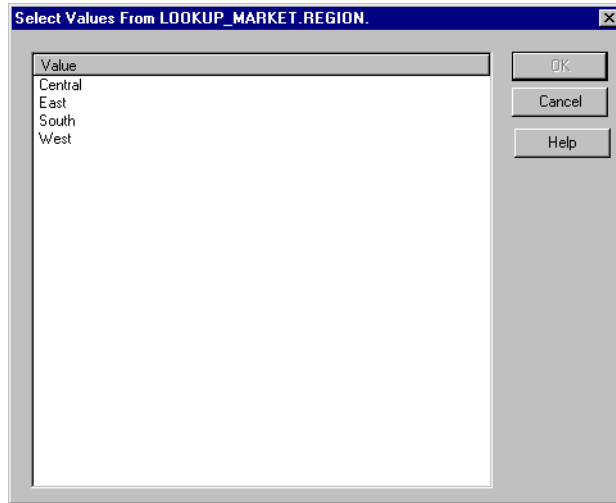 Select Values From LOOKUP_MARKET.REGION.
Value
Central
East
South
West
OK
Cancel
Help